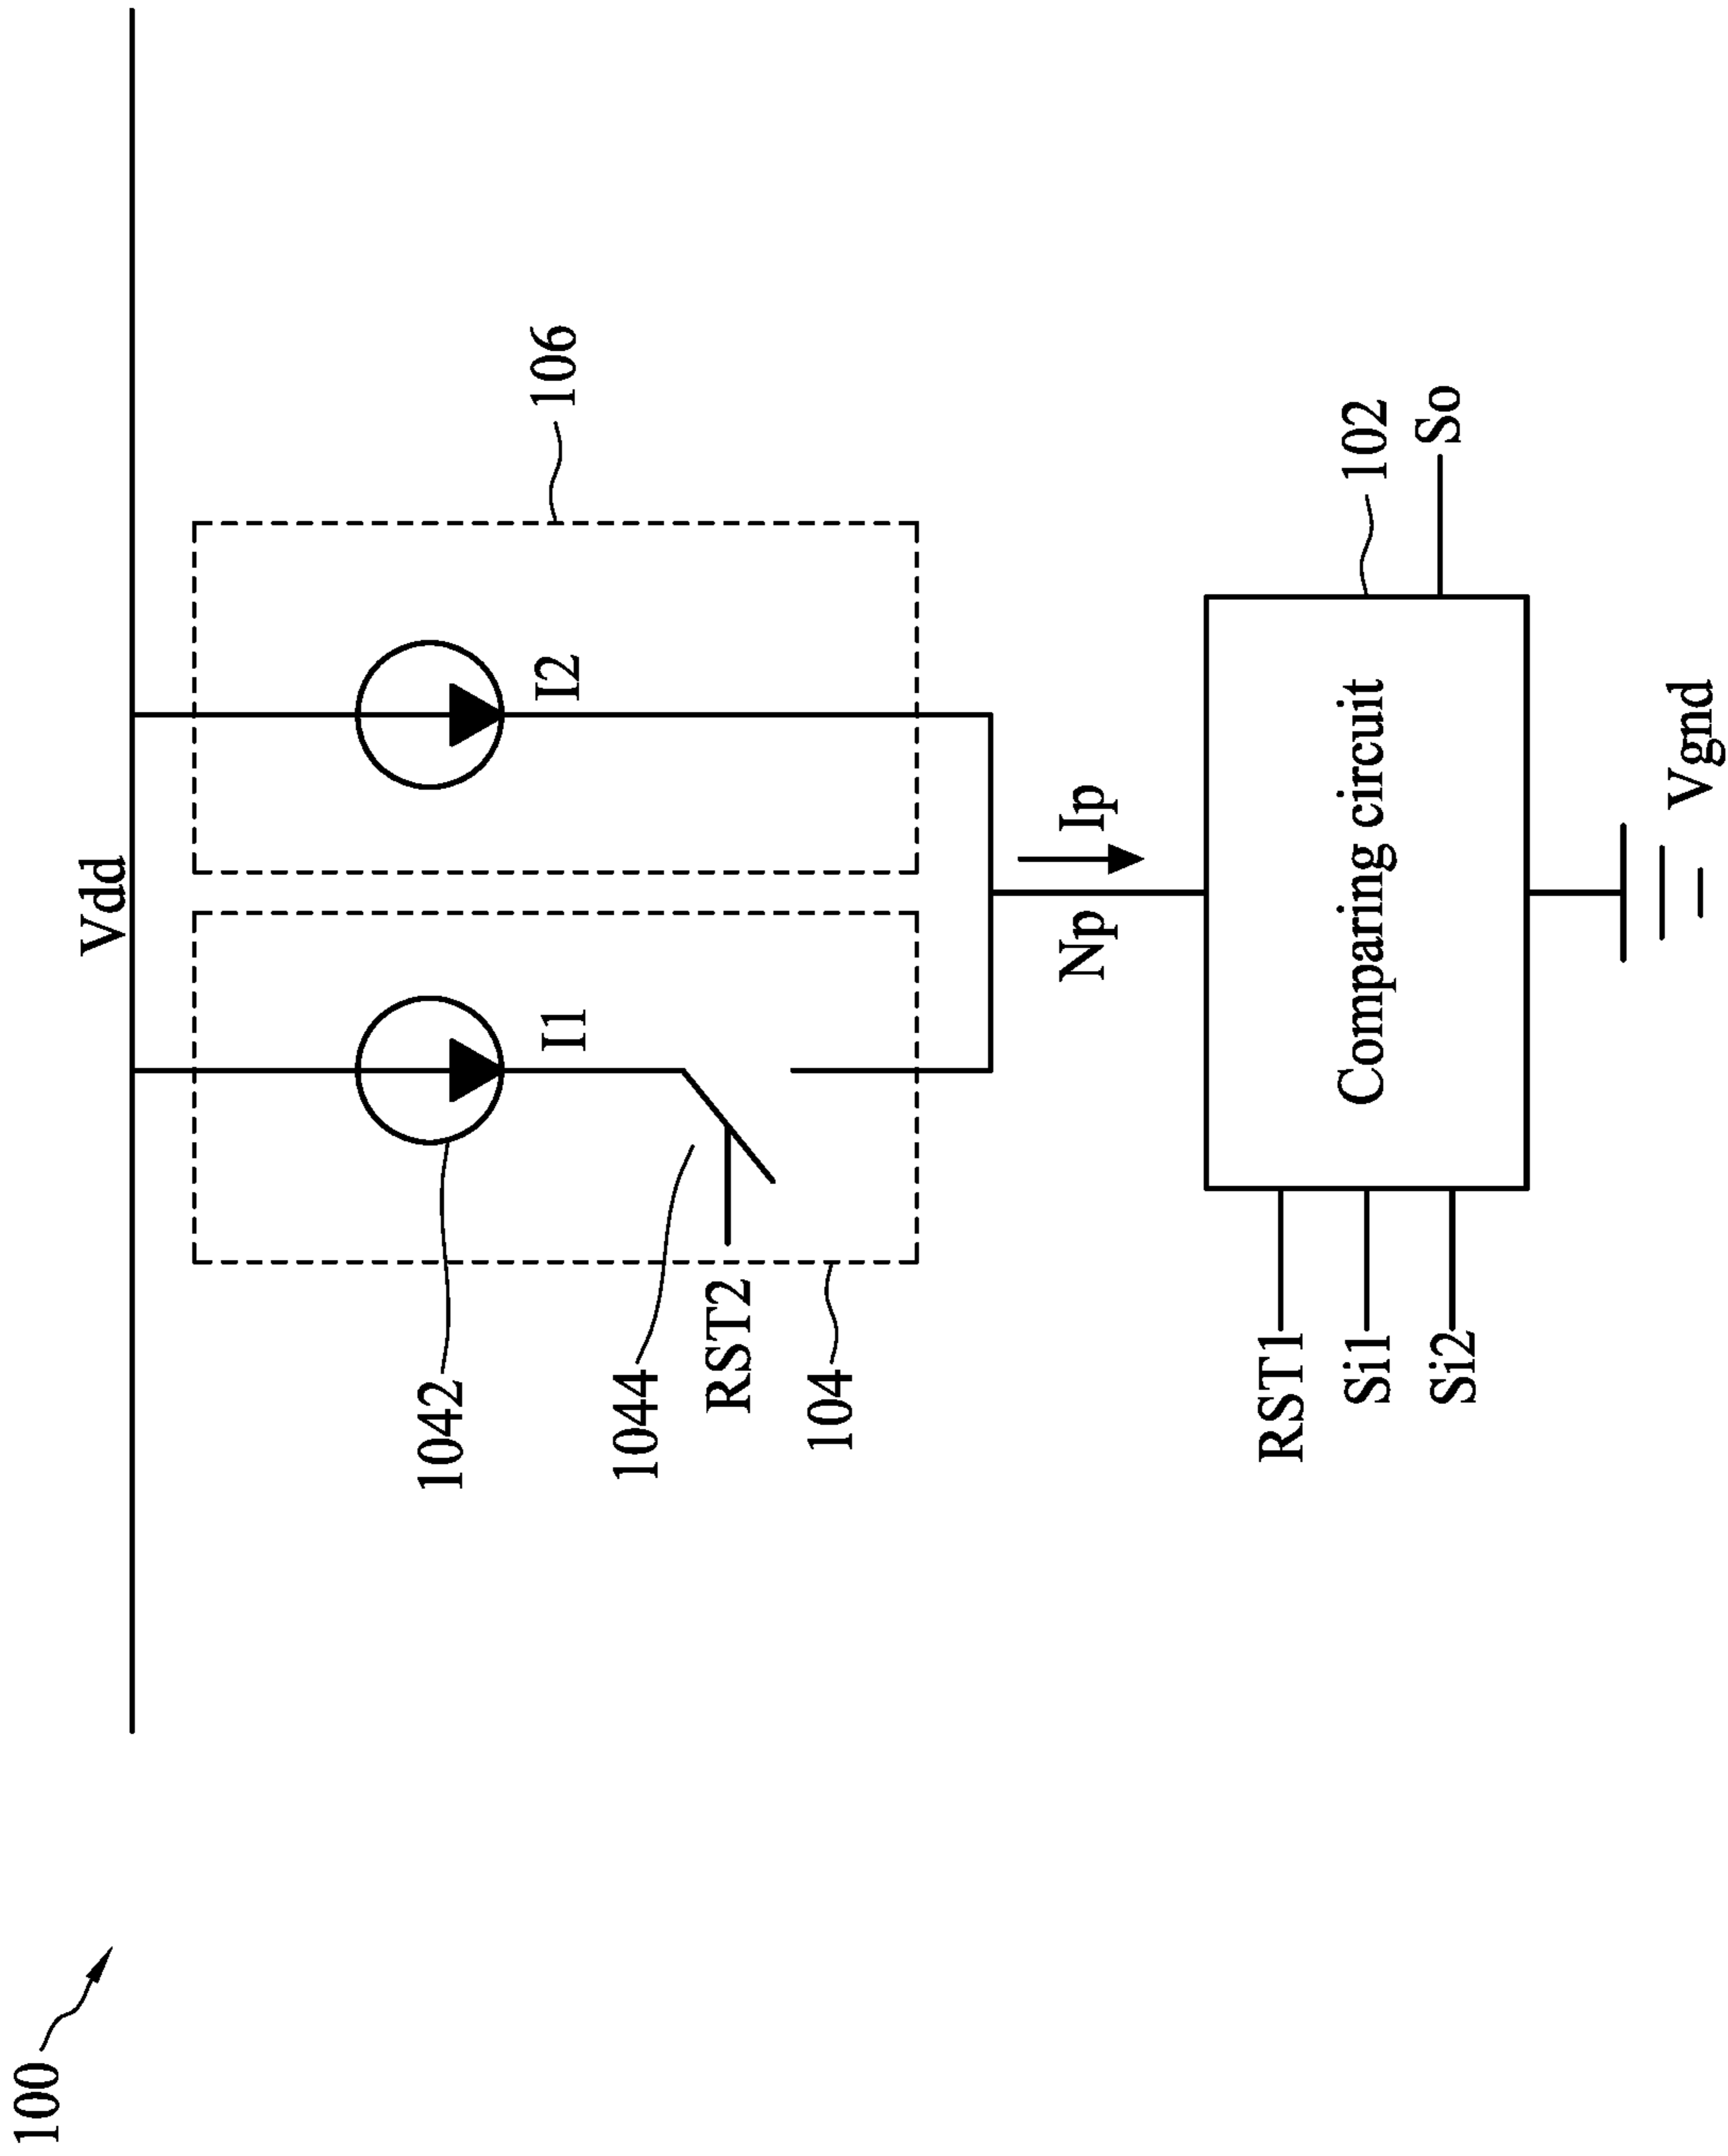 100
Vdd
1042
I1
I2
106
1044
RST2
104
Np
Ip
RST1
Si1
Si2
Comparing circuit
102
So
Vgnd